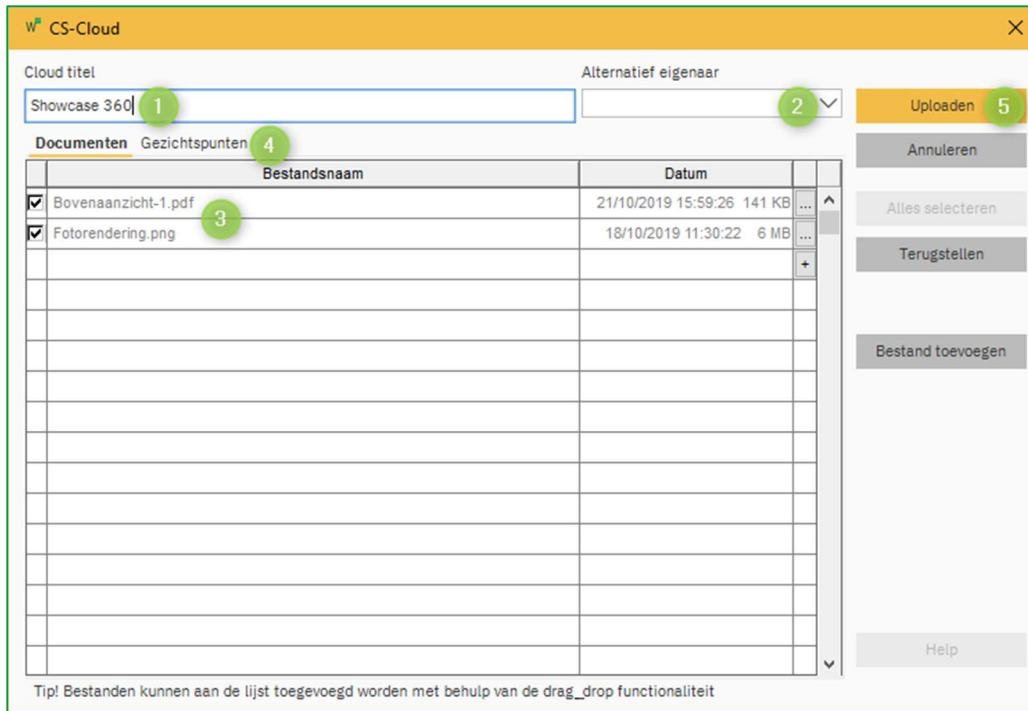 W CS-Cloud
Cloud titel Alternatief eigenaar
Showcase 360 1 2 Uploaden 5
Documenten Gezichtspunten 4 Annuleren
Bestandsnaam Datum
Bovenaanzicht-1.pdf 21/10/2019 15:59:26 141 KB ... Alles selecteren
3
Fotorendering.png 18/10/2019 11:30:22 6 MB ... Terugstellen
+
Bestand toevoegen
Help
Tip! Bestanden kunnen aan de lijst toegevoegd worden met behulp van de drag_drop functionaliteit